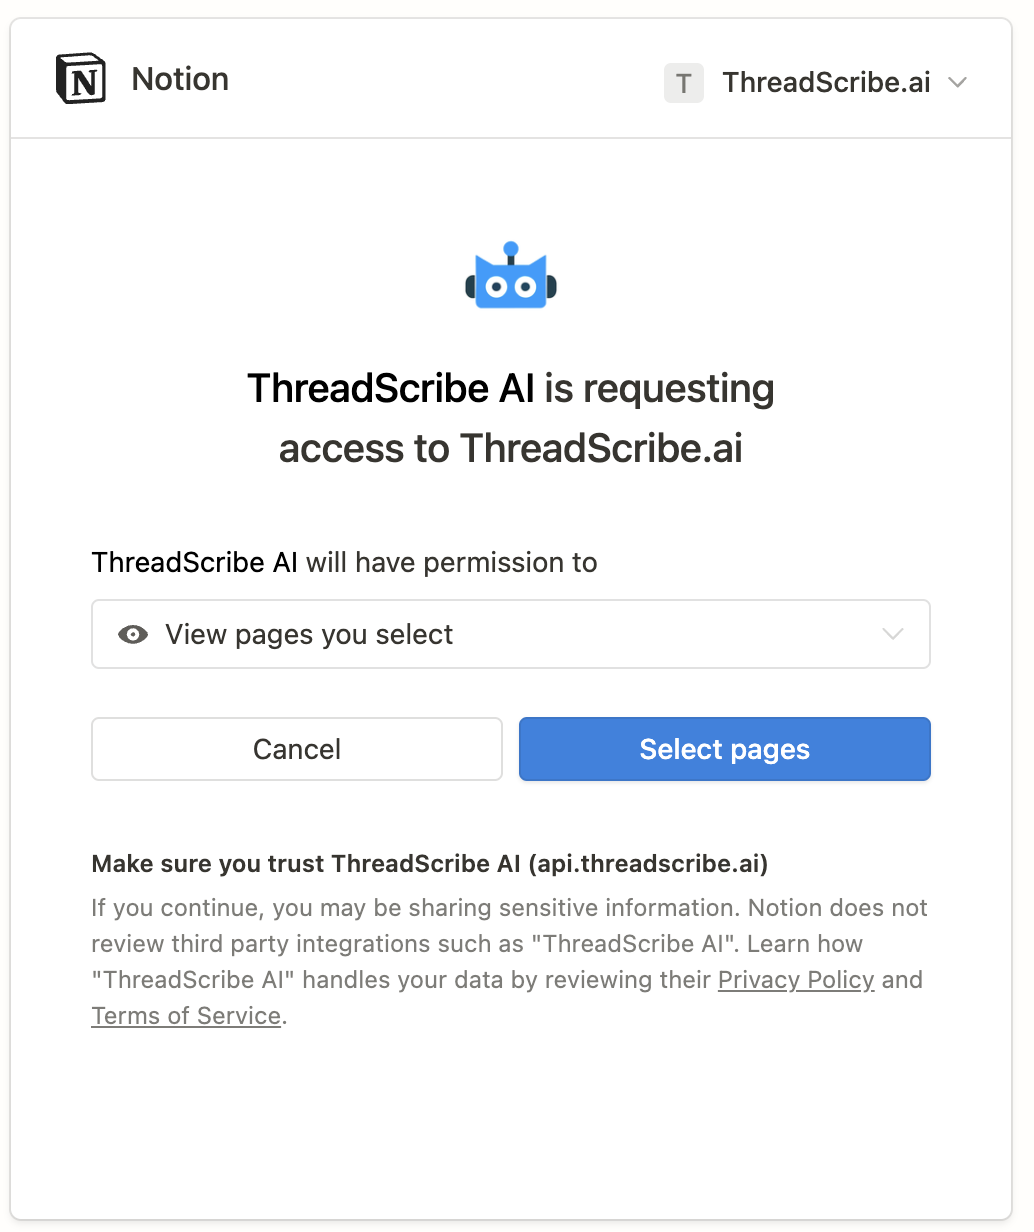 Notion
T ThreadScribe.ai
ThreadScribe AI is requesting
access to ThreadScribe.ai
ThreadScribe AI will have permission to
View pages you select
Cancel
Select pages
Make sure you trust ThreadScribe AI (api.threadscribe.ai)
If you continue, you may be sharing sensitive information. Notion does not
review third party integrations such as "ThreadScribe AI". Learn how
"ThreadScribe AI" handles your data by reviewing their Privacy Policy and
Terms of Service.